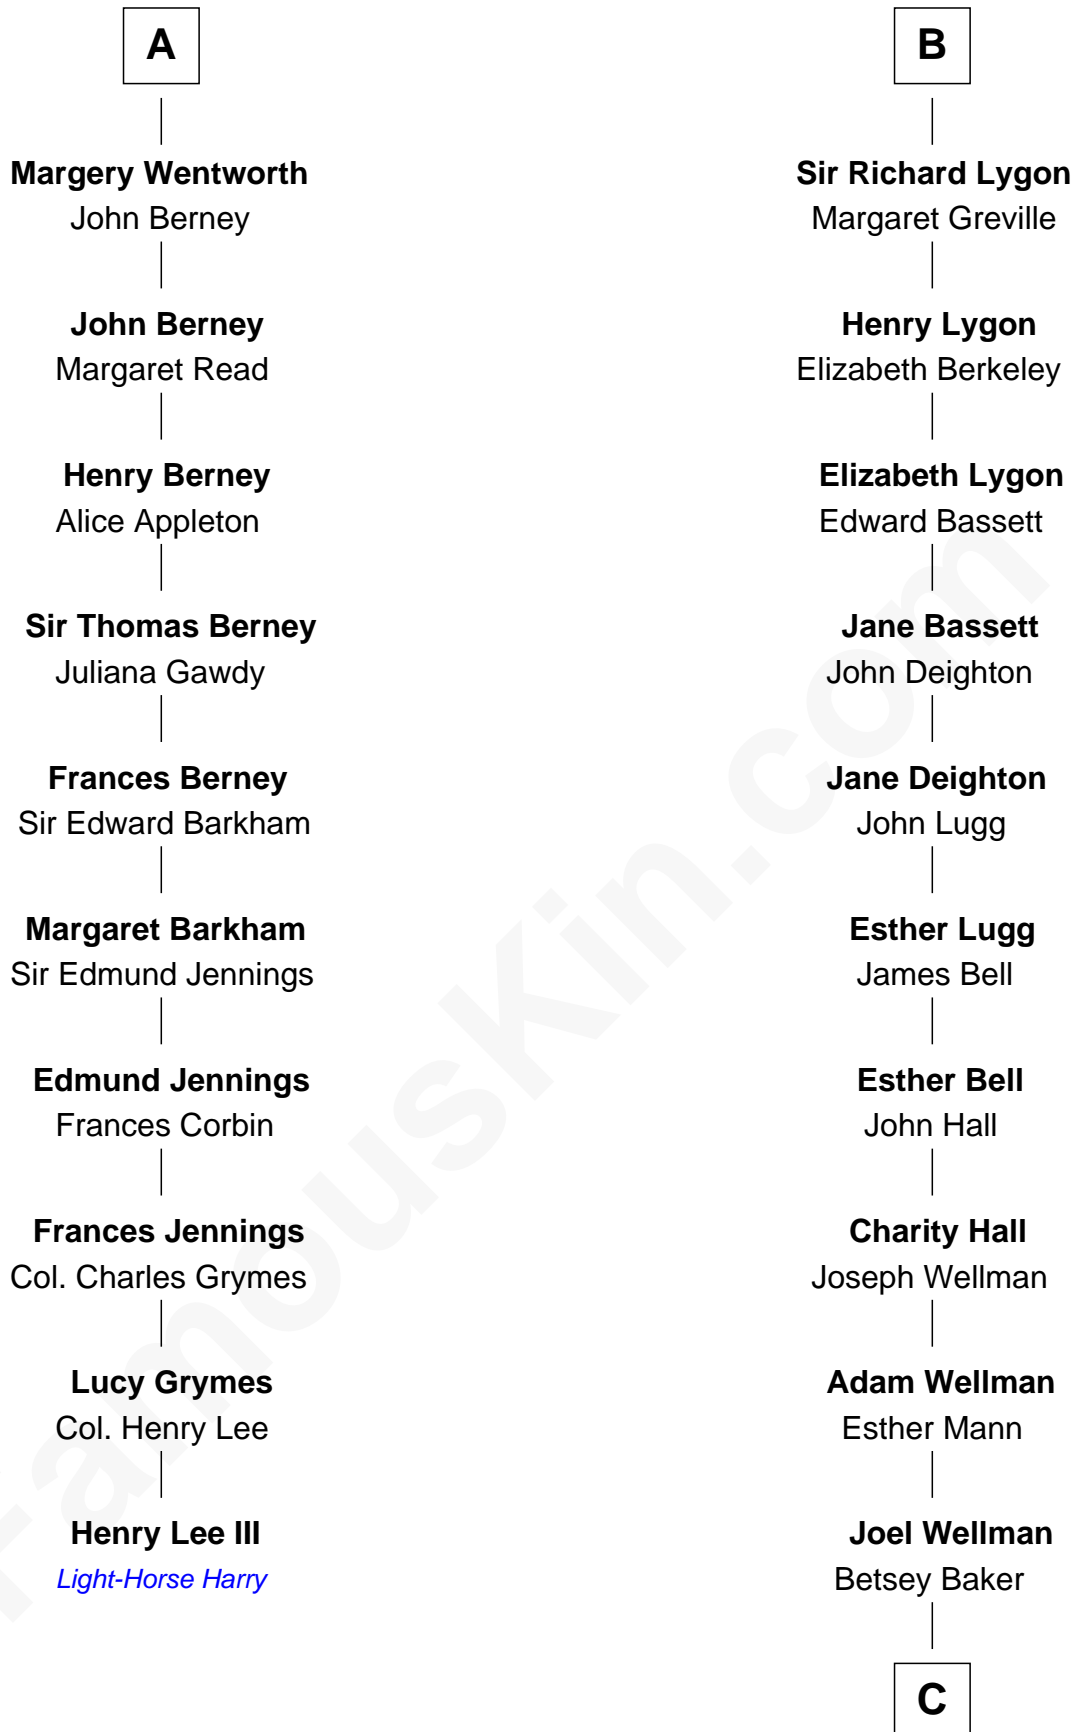 A
Margery Wentworth
John Berney
John Berney
Margaret Read
Henry Berney
Alice Appleton
Sir Thomas Berney
Juliana Gawdy
Frances Berney
Sir Edward Barkham
Margaret Barkham
Sir Edmund Jennings
Edmund Jennings
Frances Corbin
Frances Jennings
Col. Charles Grymes
Lucy Grymes
Col. Henry Lee
Henry Lee III
Light-Horse Harry
B
Sir Richard Lygon
Margaret Greville
Henry Lygon
Elizabeth Berkeley
Elizabeth Lygon
Edward Bassett
Jane Bassett
John Deighton
Jane Deighton
John Lugg
Esther Lugg
James Bell
Esther Bell
John Hall
Charity Hall
Joseph Wellman
Adam Wellman
Esther Mann
Joel Wellman
Betsey Baker
C
FamousKin.com